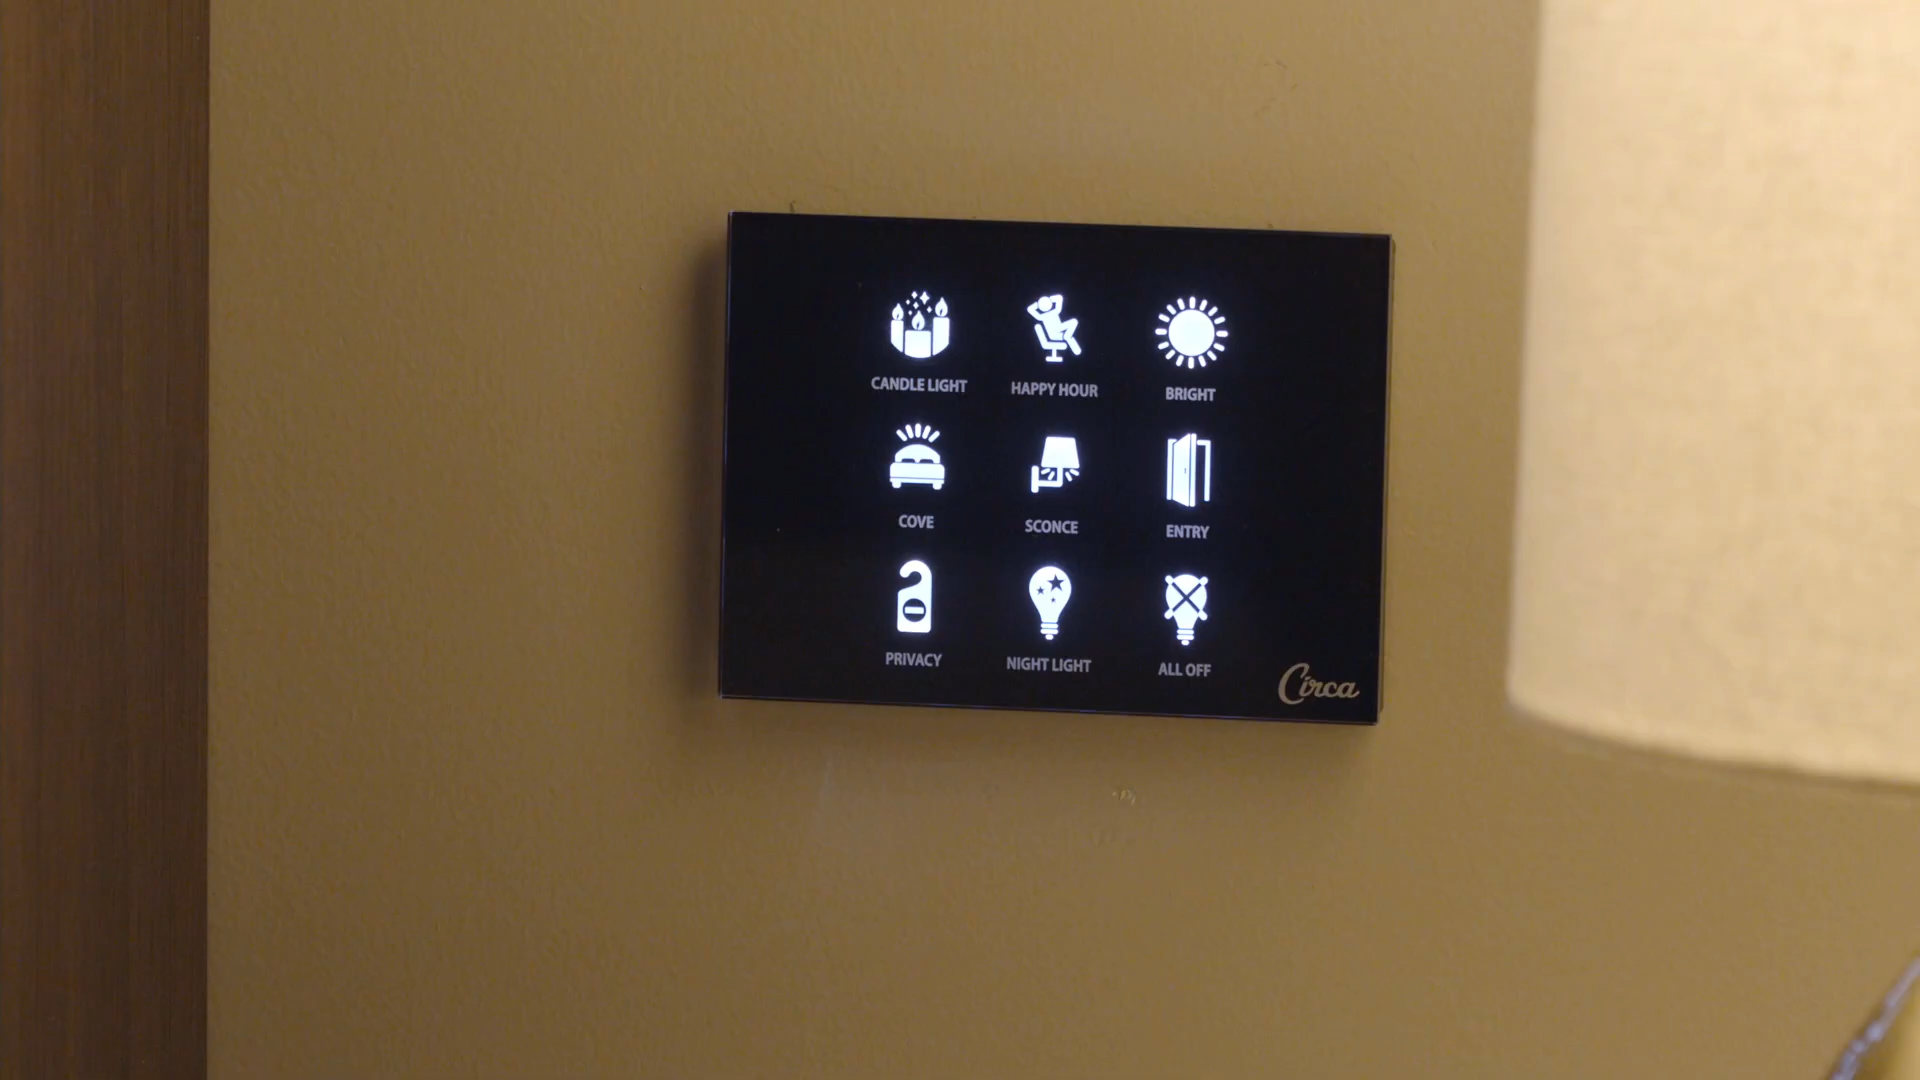 CANDLE LIGHT
HAPPY HOUR
BRIGHT
COVE
SCONCE
ENTRY
PRIVACY
NIGHT LIGHT
ALL OFF
Circa